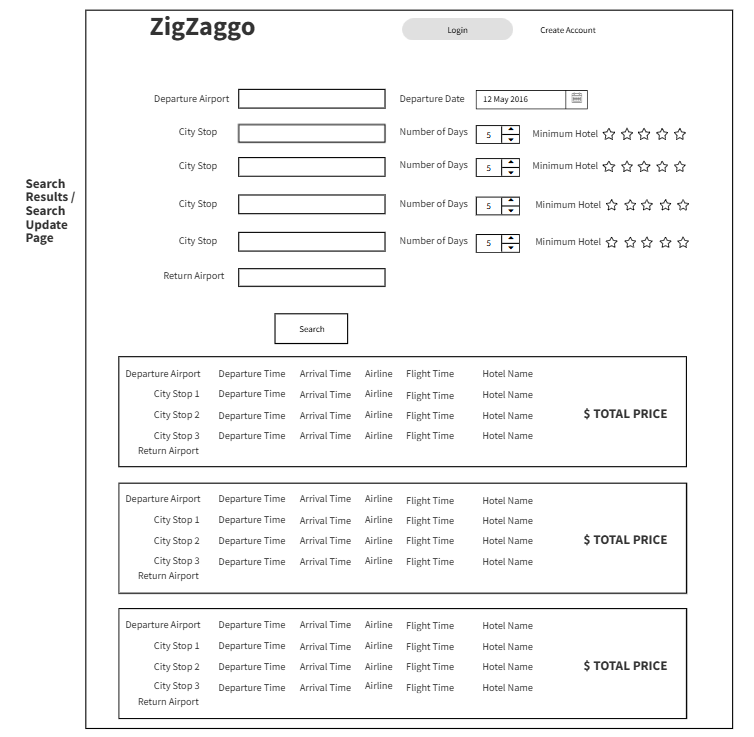 ZigZaggo Login Create Account
Departure Airport Departure Date 12 May 2016
City Stop Number of Days 5 Minimum Hotel
City Stop Number of Days 5 Minimum Hotel
Search
Results /
Search
Update
Page
City Stop Number of Days 5 Minimum Hotel
City Stop Number of Days 5 Minimum Hotel
Return Airport
Search
Departure Airport Departure Time Arrival Time Airline Flight Time Hotel Name
City Stop 1 Departure Time Arrival Time Airline Flight Time Hotel Name
City Stop 2 Departure Time Arrival Time Airline Flight Time Hotel Name $ TOTAL PRICE
City Stop 3 Departure Time Arrival Time Airline Flight Time Hotel Name
Return Airport
Departure Airport Departure Time Arrival Time Airline Flight Time Hotel Name
City Stop 1 Departure Time Arrival Time Airline Flight Time Hotel Name
City Stop 2 Departure Time Arrival Time Airline Flight Time Hotel Name $ TOTAL PRICE
City Stop 3 Departure Time Arrival Time Airline Flight Time Hotel Name
Return Airport
Departure Airport Departure Time Arrival Time Airline Flight Time Hotel Name
City Stop 1 Departure Time Arrival Time Airline Flight Time Hotel Name
City Stop 2 Departure Time Arrival Time Airline Flight Time Hotel Name $ TOTAL PRICE
City Stop 3 Departure Time Arrival Time Airline Flight Time Hotel Name
Return Airport